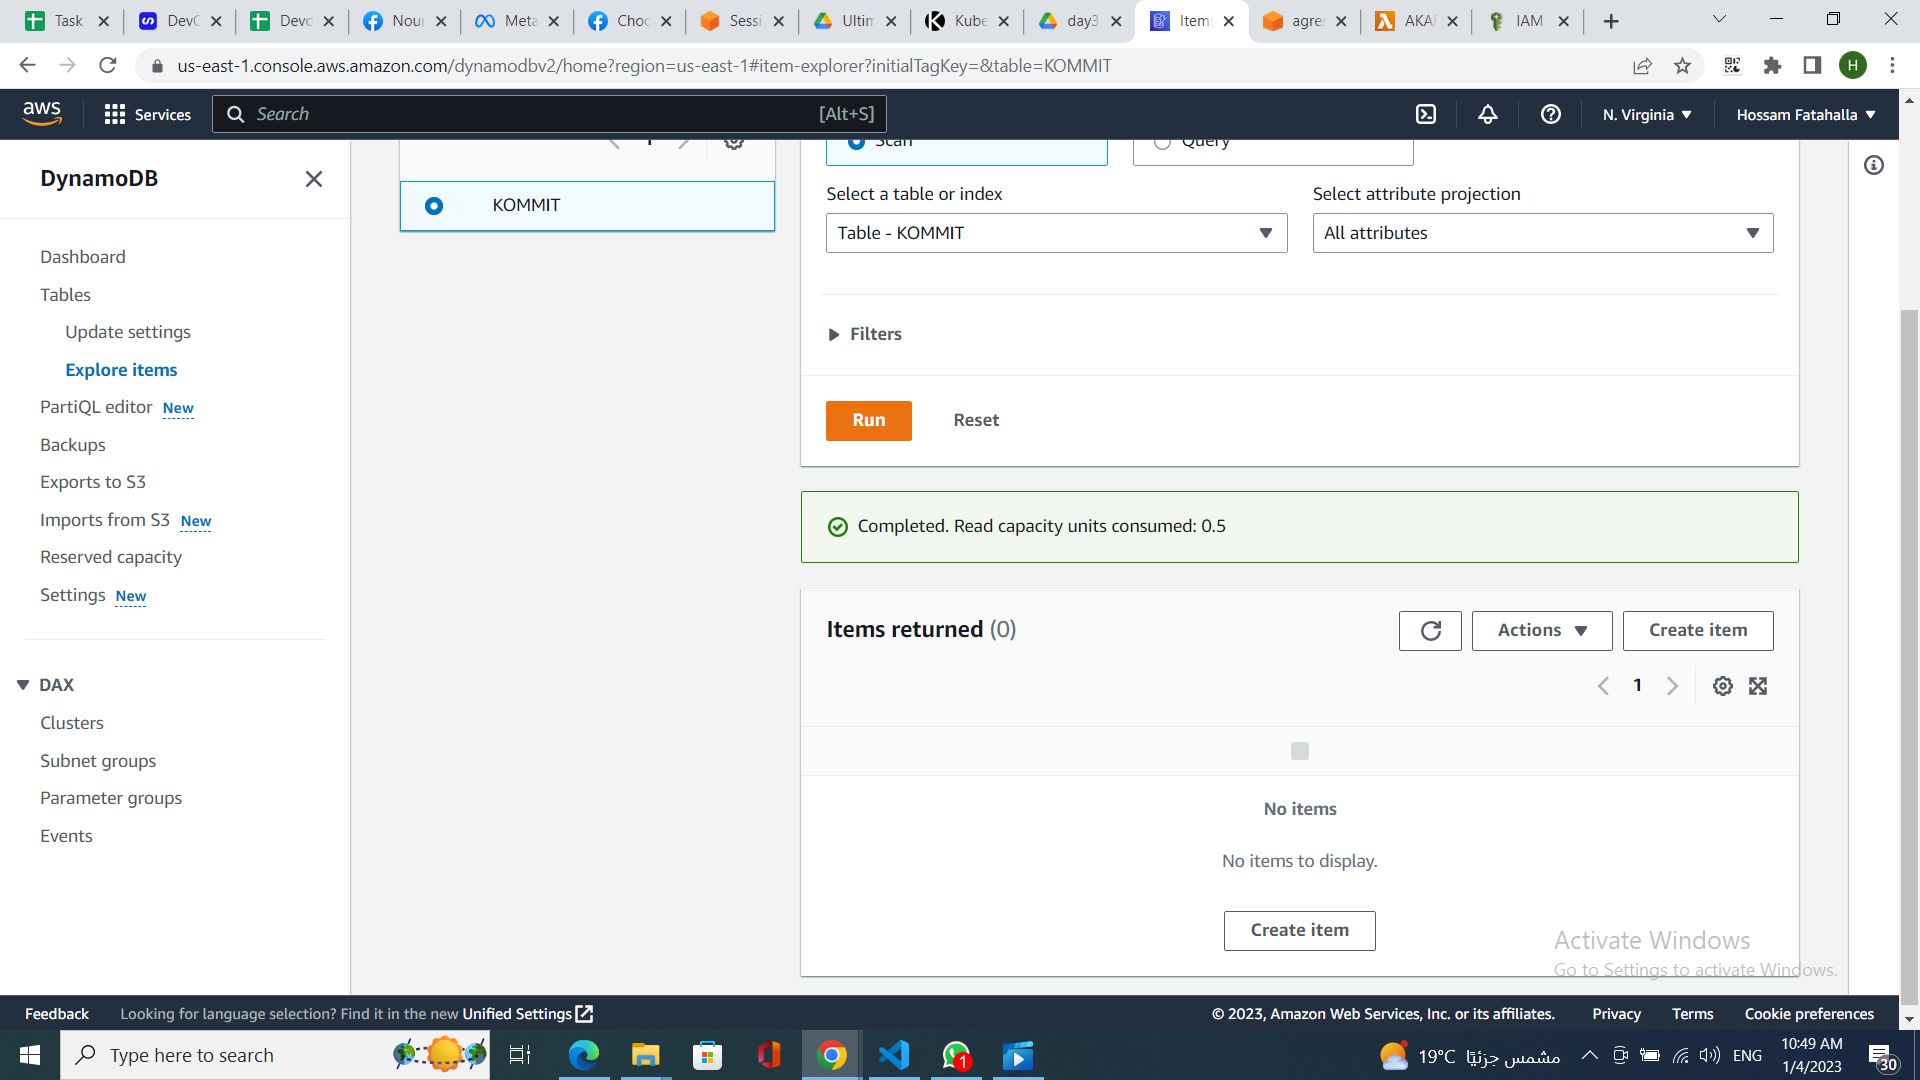 Task
DevC
Devo
Nour
Meta
Choc
Sessi
Ultim
Kube
day3
Item
agre
AKA
IAM
us-east-1.console.aws.amazon.com/dynamodbv2/home?region=us-east-1#item-explorer?initialTagKey=&table=KOMMIT
H
aws
Services
Search
[Alt+S]
N. Virginia
Hossam Fatahalla
DynamoDB
Dashboard
Tables
Update settings
Explore items
PartiQL editor New
Backups
Exports to S3
Imports from S3 New
Reserved capacity
Settings New
DAX
Clusters
Subnet groups
Parameter groups
Events
1
KOMMIT
Scan
Query
Select a table or index
Table - KOMMIT
Select attribute projection
All attributes
Filters
Run
Reset
Completed. Read capacity units consumed: 0.5
Items returned (0)
Actions
Create item
1
No items
No items to display.
Create item
Activate Windows
Go to Settings to activate Windows.
Feedback
Looking for language selection? Find it in the new Unified Settings
© 2023, Amazon Web Services, Inc. or its affiliates.
Privacy
Terms
Cookie preferences
Type here to search
1
19°C مشمس جزئيًا
ENG
10:49 AM
1/4/2023
30